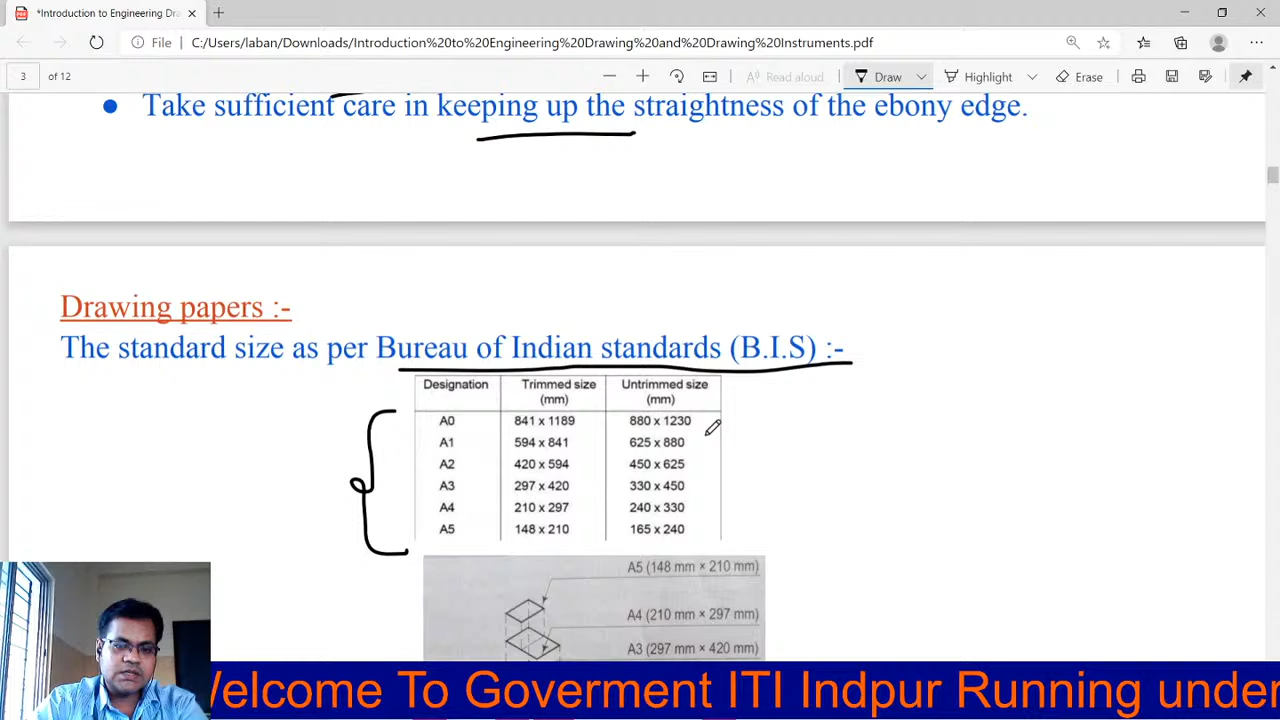 *Introduction to Engineering Dra
File | C:/Users/laban/Downloads/Introduction%20to%20Engineering%20Drawing%20and%20Drawing%20Instruments.pdf
3 of 12
Read aloud
Draw
Highlight
Erase
Take sufficient care in keeping up the straightness of the ebony edge.
Drawing papers :-
The standard size as per Bureau of Indian standards (B.I.S) :-
Designation Trimmed size (mm) Untrimmed size (mm)
A0 841 x 1189 880 x 1230
A1 594 x 841 625 x 880
A2 420 x 594 450 x 625
A3 297 x 420 330 x 450
A4 210 x 297 240 x 330
A5 148 x 210 165 x 240
A5 (148 mm × 210 mm)
A4 (210 mm × 297 mm)
A3 (297 mm × 420 mm)
Welcome To Goverment ITI Indpur Running under